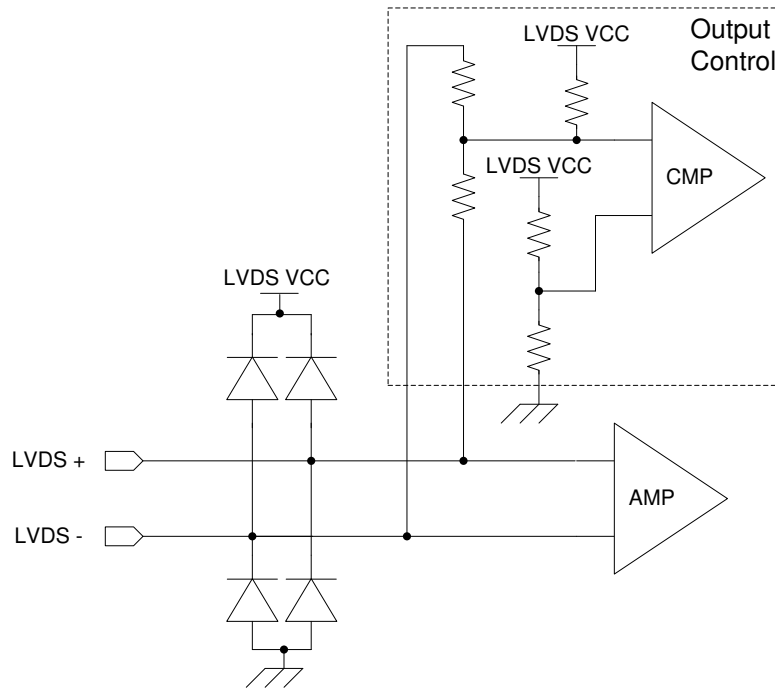 LVDS VCC
Output
Control
CMP
LVDS VCC
LVDS VCC
LVDS +
AMP
LVDS -